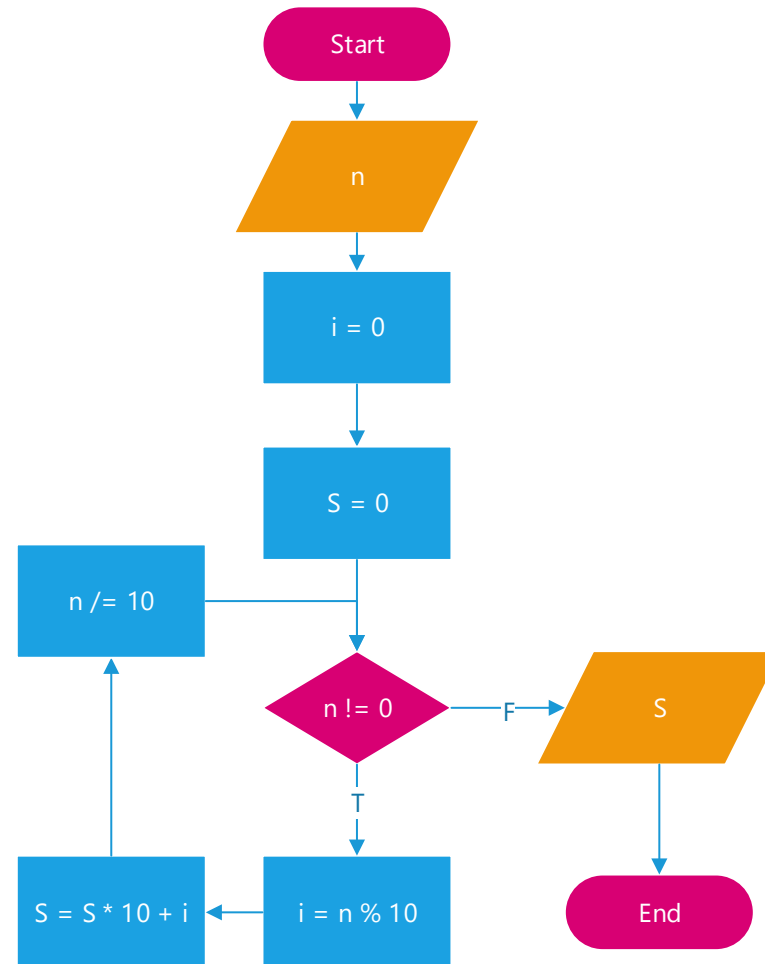 Start
n
i = 0
S = 0
n /= 10
n != 0
F
S
T
S = S * 10 + i
i = n % 10
End